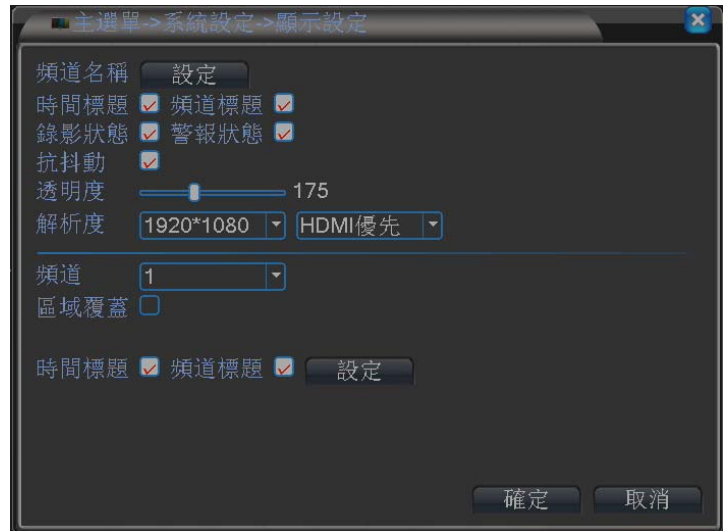 主選單->系統設定->顯示設定
頻道名稱 設定
時間標題 頻道標題
錄影狀態 警報狀態
抗抖動
透明度 175
解析度 1920*1080 HDMI優先
頻道 1
區域覆蓋
時間標題 頻道標題 設定
確定 取消